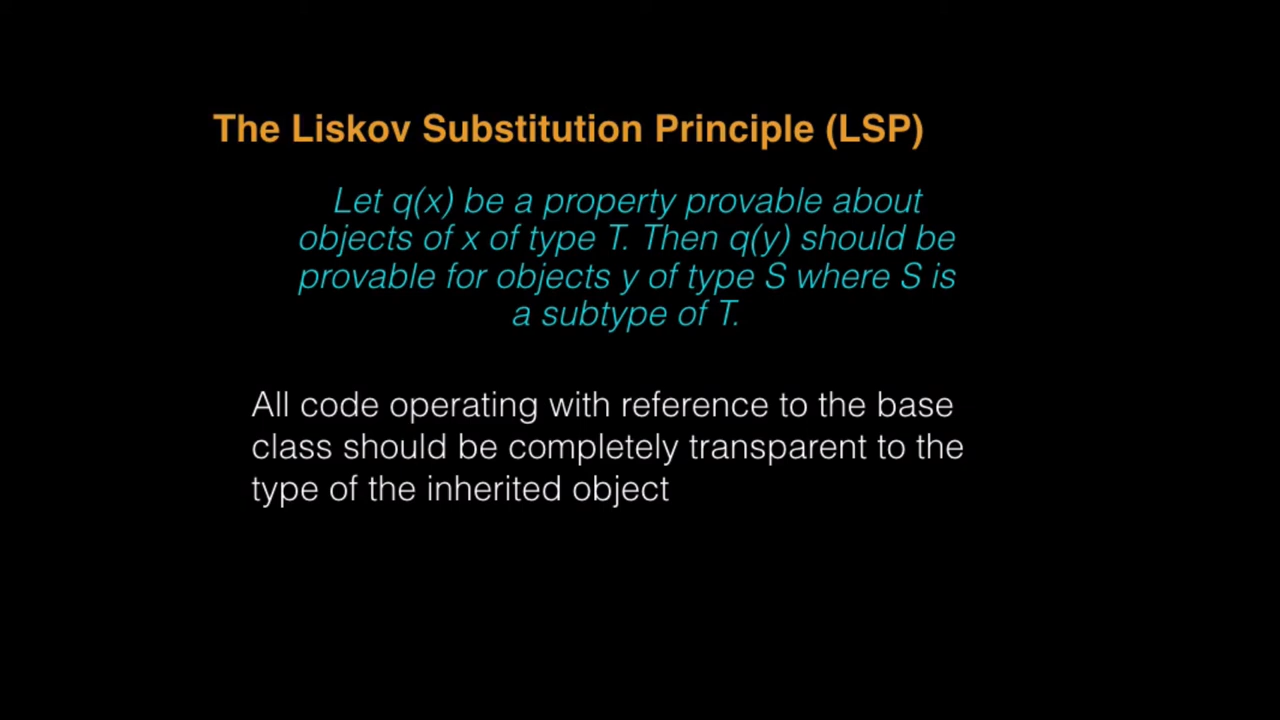 The Liskov Substitution Principle (LSP)
Let q(x) be a property provable about
objects of x of type T. Then q(y) should be
provable for objects y of type S where S is
a subtype of T.
All code operating with reference to the base
class should be completely transparent to the
type of the inherited object